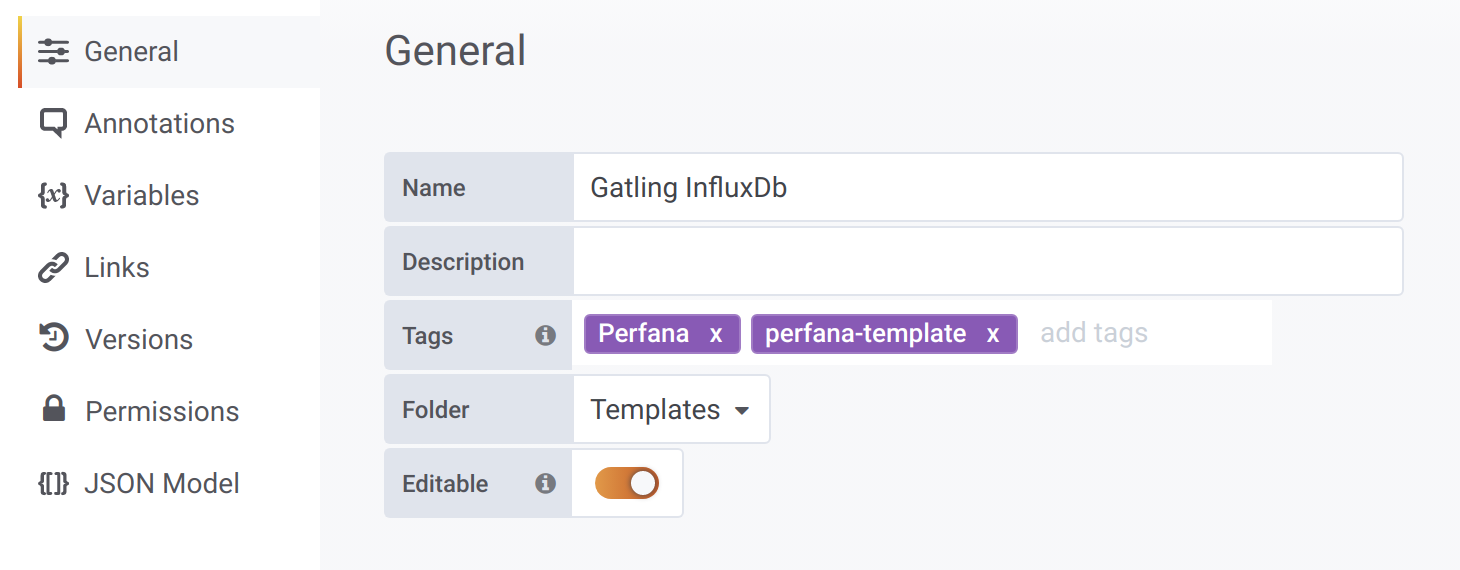 General
Annotations
Variables
Links
Versions
Permissions
JSON Model
General
Name Gatling InfluxDb
Description
Tags Perfana x perfana-template x add tags
Folder Templates
Editable